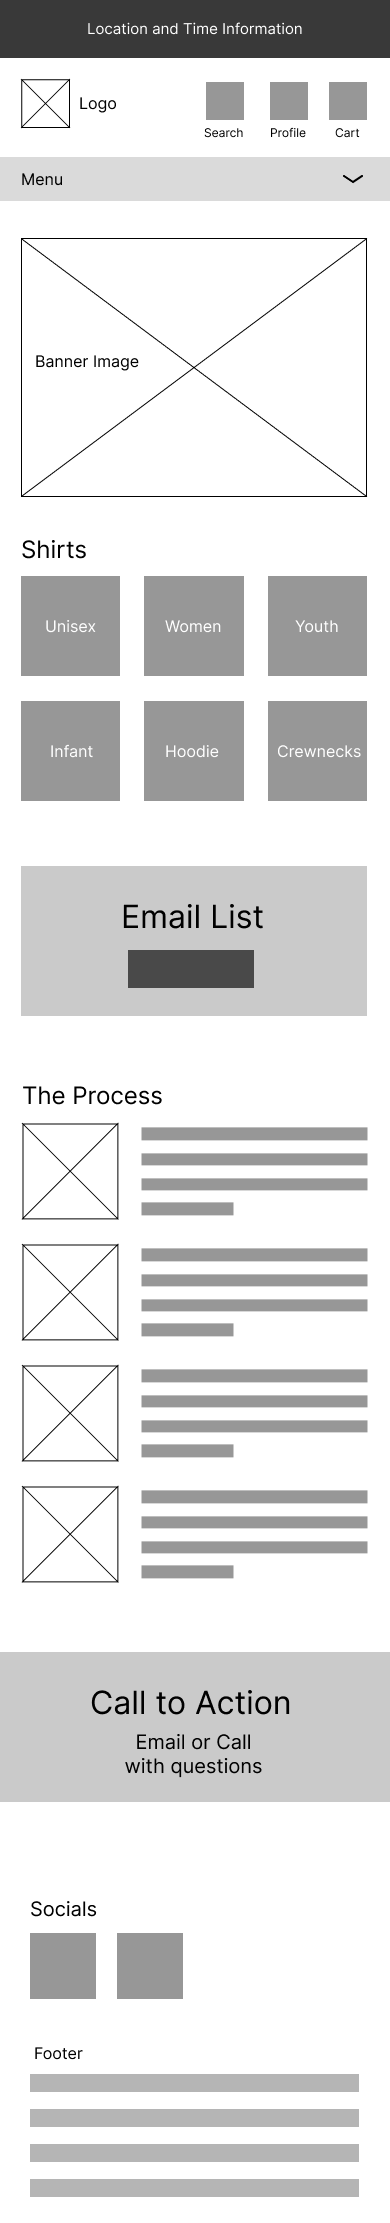 Location and Time Information
Logo
Search
Profile
Cart
Menu
Banner Image
Shirts
Unisex
Women
Youth
Infant
Hoodie
Crewnecks
Email List
The Process
Call to Action
Email or Call
with questions
Socials
Footer